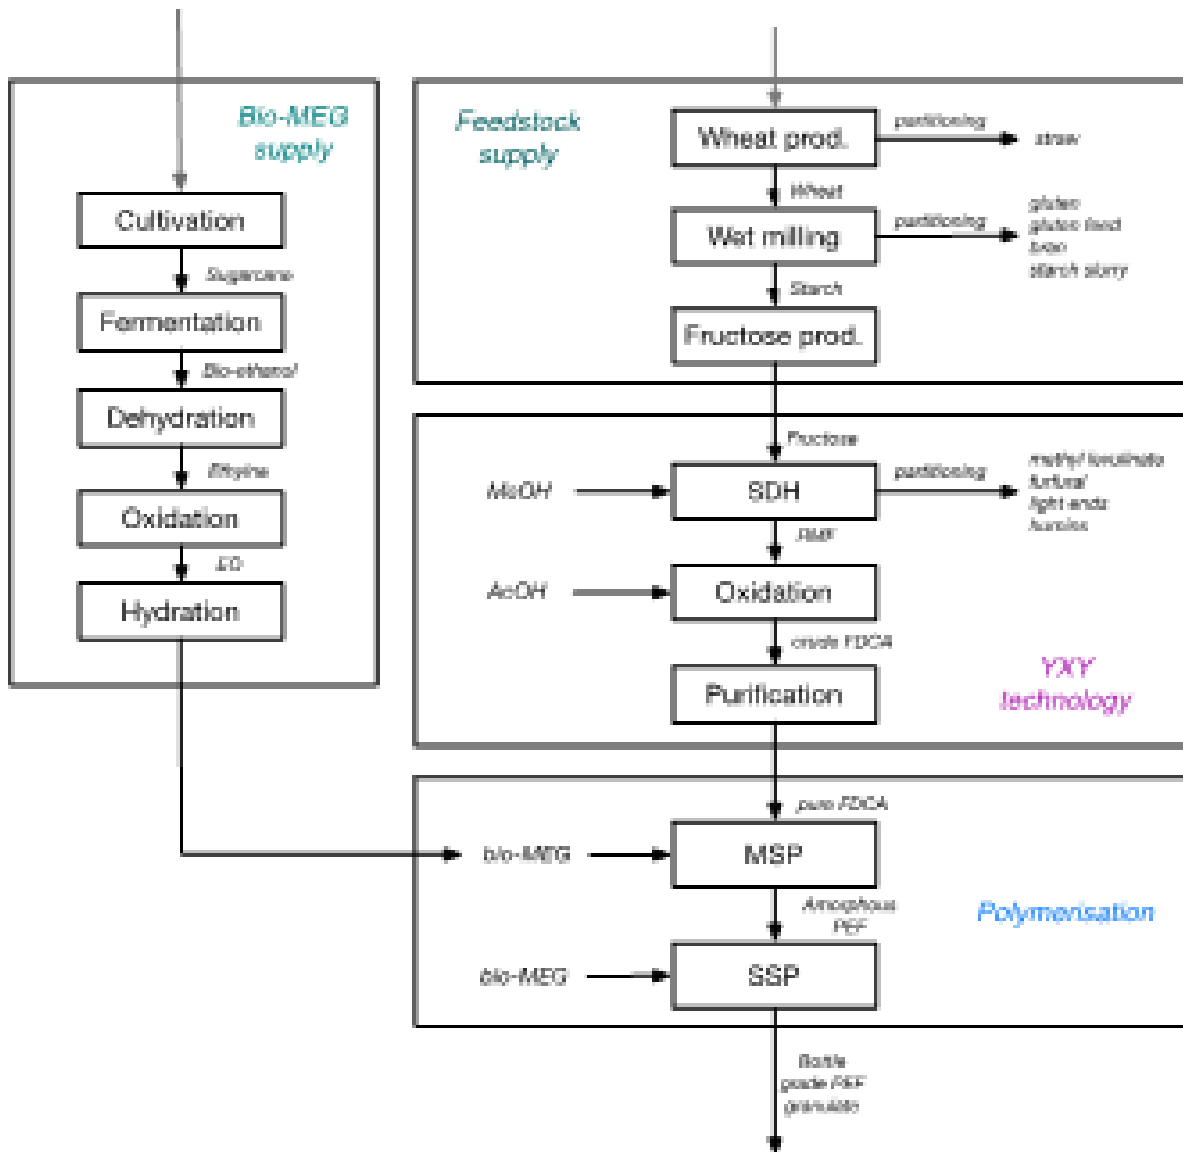 Bio-MEG
supply
Cultivation
Sugarcane
Fermentation
Bio-ethanol
Dehydration
Ethylne
Oxidation
EO
Hydration
Feedstock
supply
Wheat prod.
partitioning
straw
Wheat
Wet milling
partitioning
gluten
gluten feed
bran
starch slurry
Starch
Fructose prod.
Fructose
MeOH
SDH
partitioning
methyl levulinate
furfural
light ends
humins
RMF
AcOH
Oxidation
crude FDCA
Purification
YXY
technology
pure FDCA
bio-MEG
MSP
Amorphous
PEF
Polymerisation
bio-MEG
SSP
Bottle
grade PEF
granulate